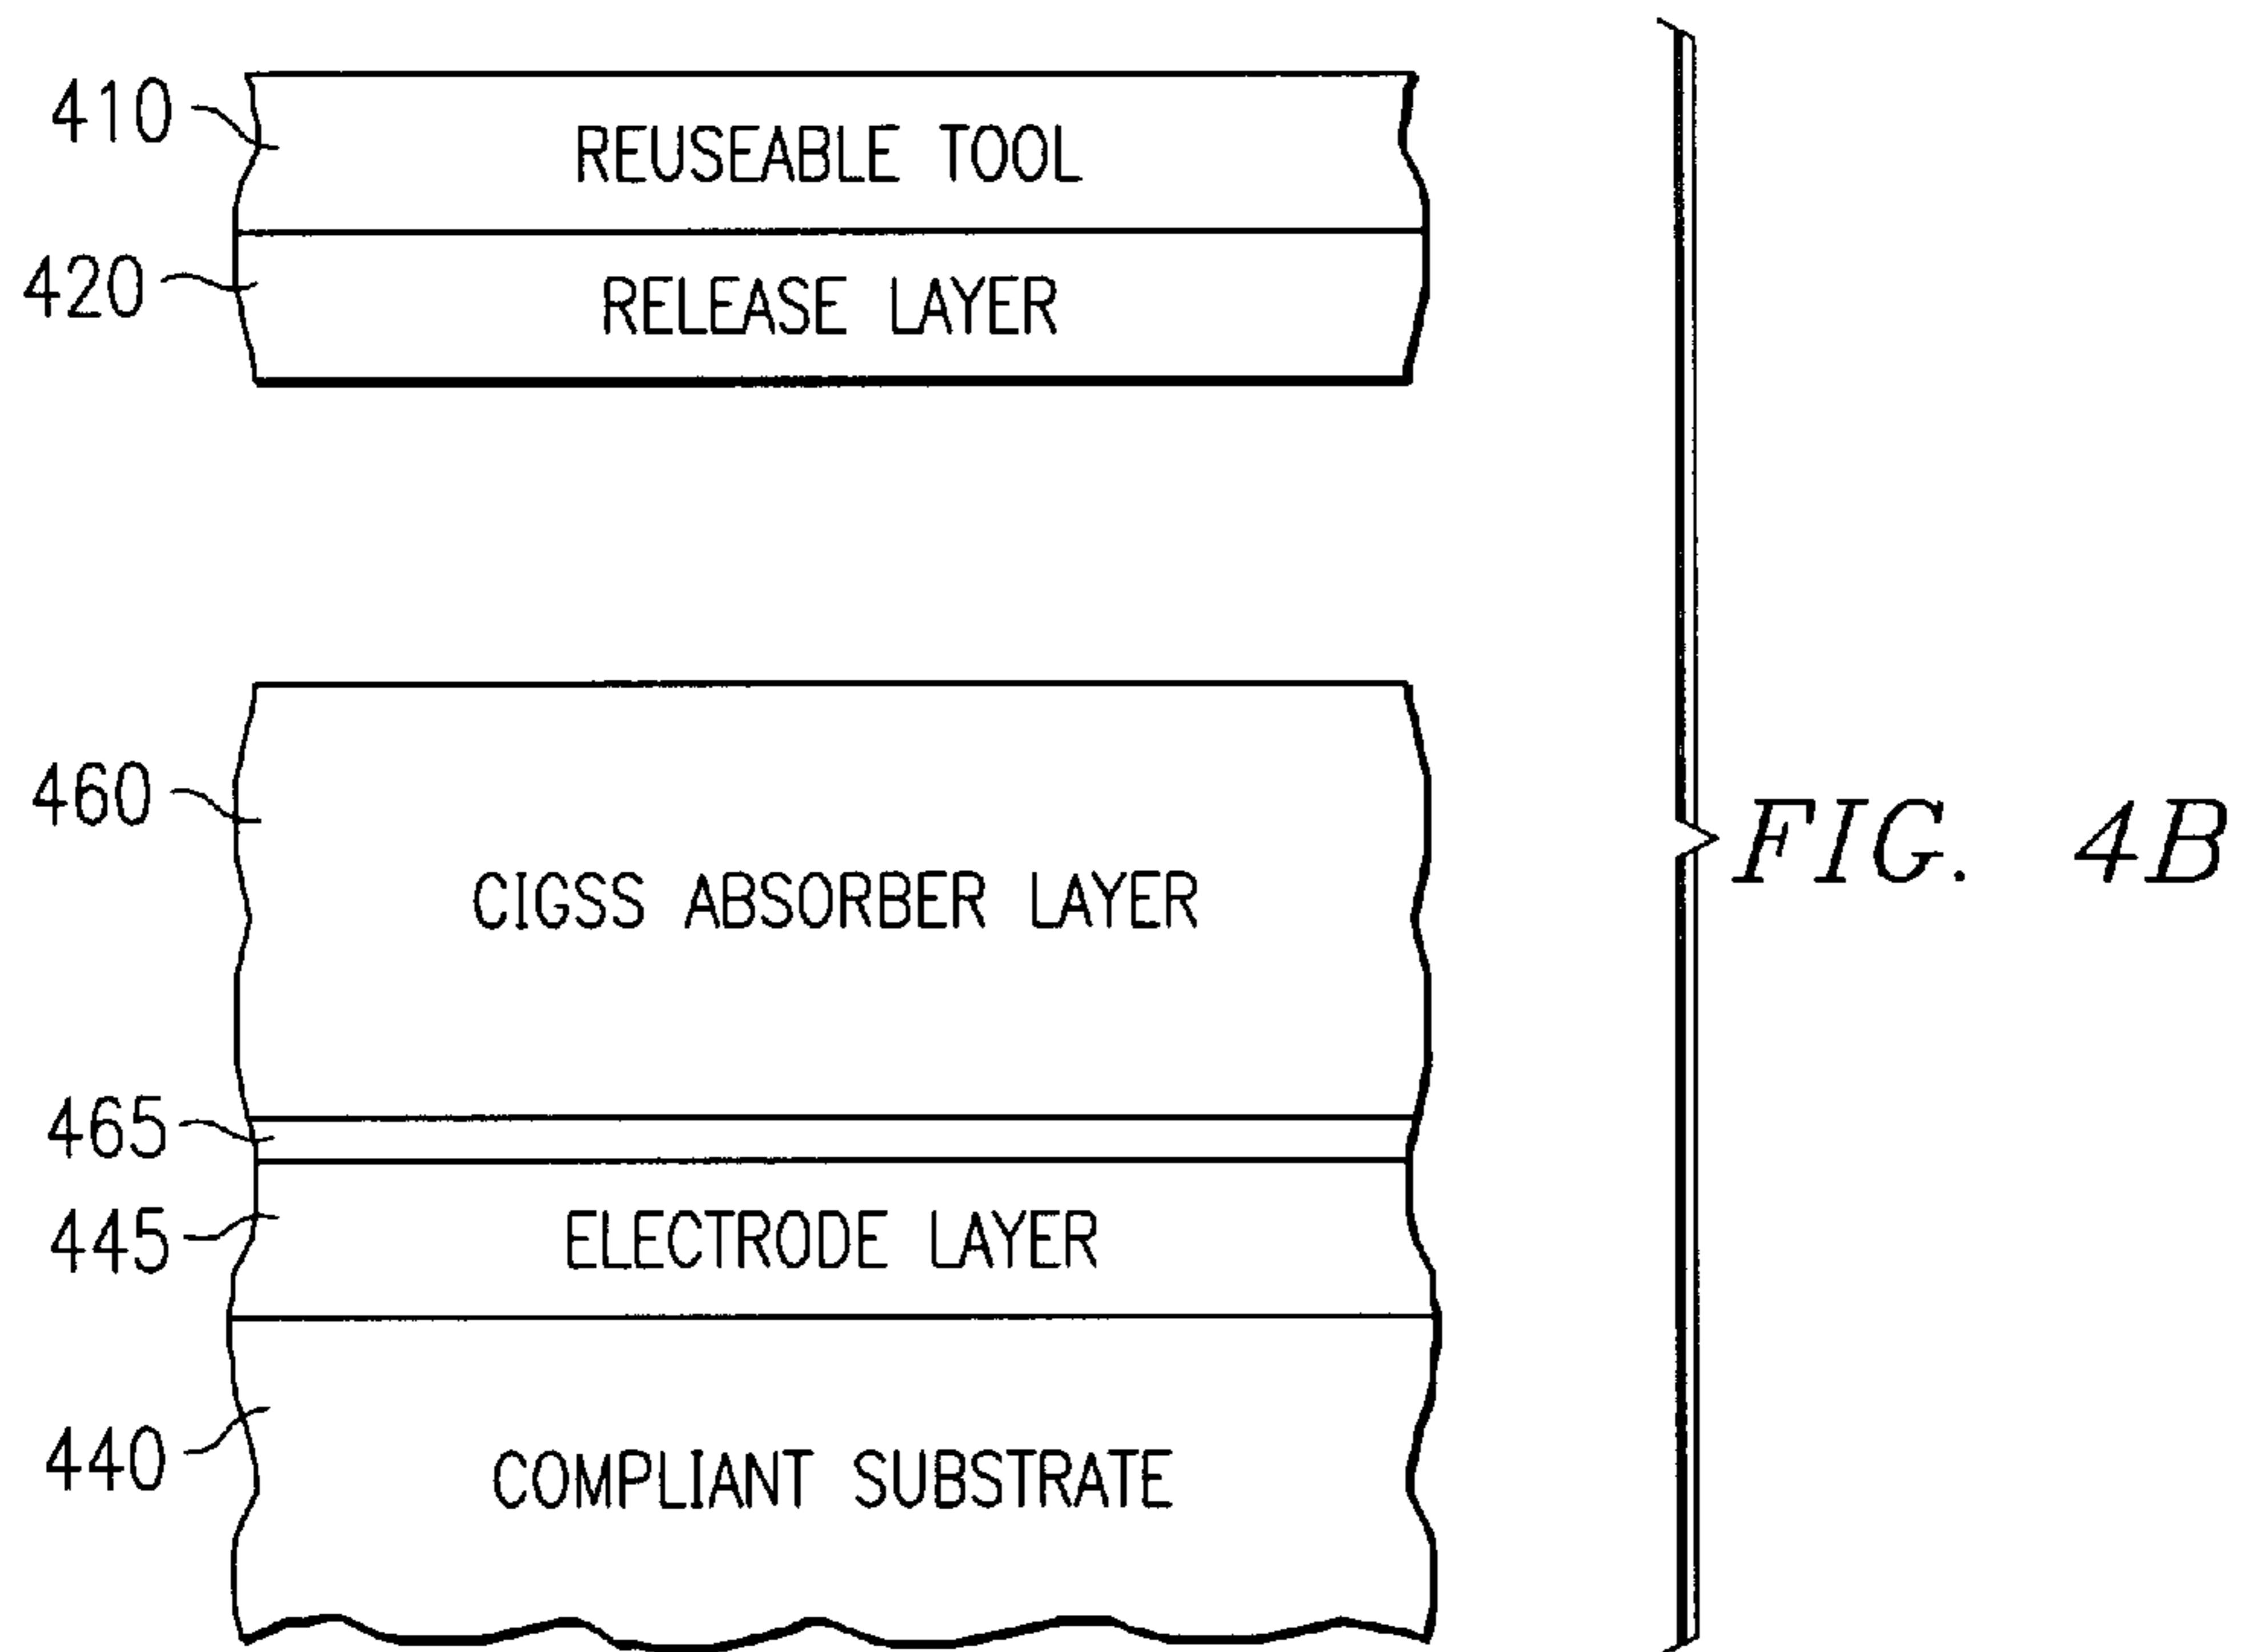 410
REUSEABLE TOOL
420
RELEASE LAYER
460
CIGSS ABSORBER LAYER
465
445
ELECTRODE LAYER
440
COMPLIANT SUBSTRATE
FIG. 4B